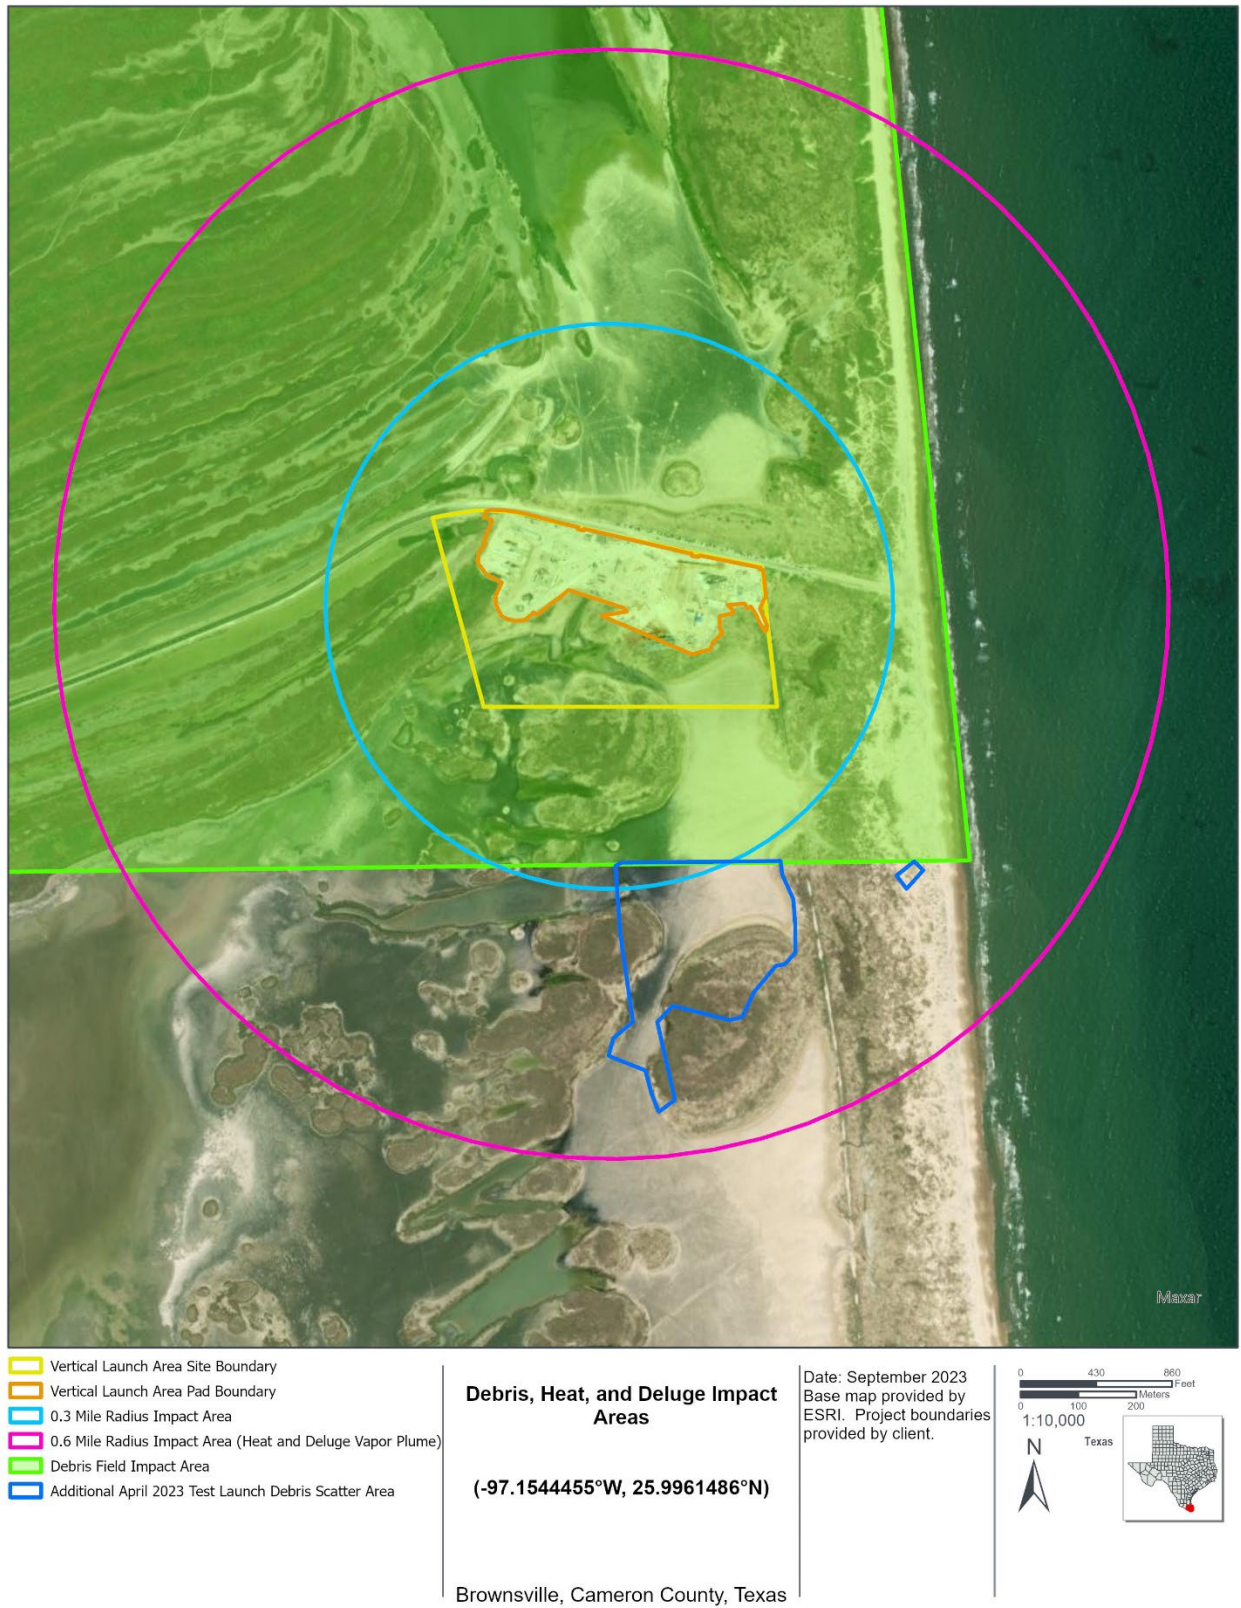 Maxar
Vertical Launch Area Site Boundary
Vertical Launch Area Pad Boundary
0.3 Mile Radius Impact Area
0.6 Mile Radius Impact Area (Heat and Deluge Vapor Plume)
Debris Field Impact Area
Additional April 2023 Test Launch Debris Scatter Area
Debris, Heat, and Deluge Impact
Areas
(-97.1544455°W, 25.9961486°N)
Brownsville, Cameron County, Texas
Date: September 2023
Base map provided by
ESRI. Project boundaries
provided by client.
0 430 860
Feet
Meters
0 100 200
1:10,000
N
Texas